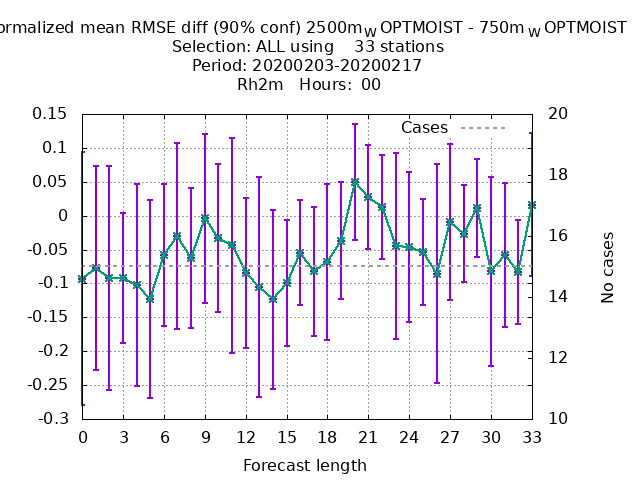 ormalized mean RMSE diff (90% conf) 2500m_W OPTMOIST - 750m_W OPTMOIST
Selection: ALL using 33 stations
Period: 20200203-20200217
Rh2m Hours: 00
0.15
0.1
0.05
0
-0.05
-0.1
-0.15
-0.2
-0.25
-0.3
Cases
20
18
16
14
12
10
No cases
0 3 6 9 12 15 18 21 24 27 30 33
Forecast length